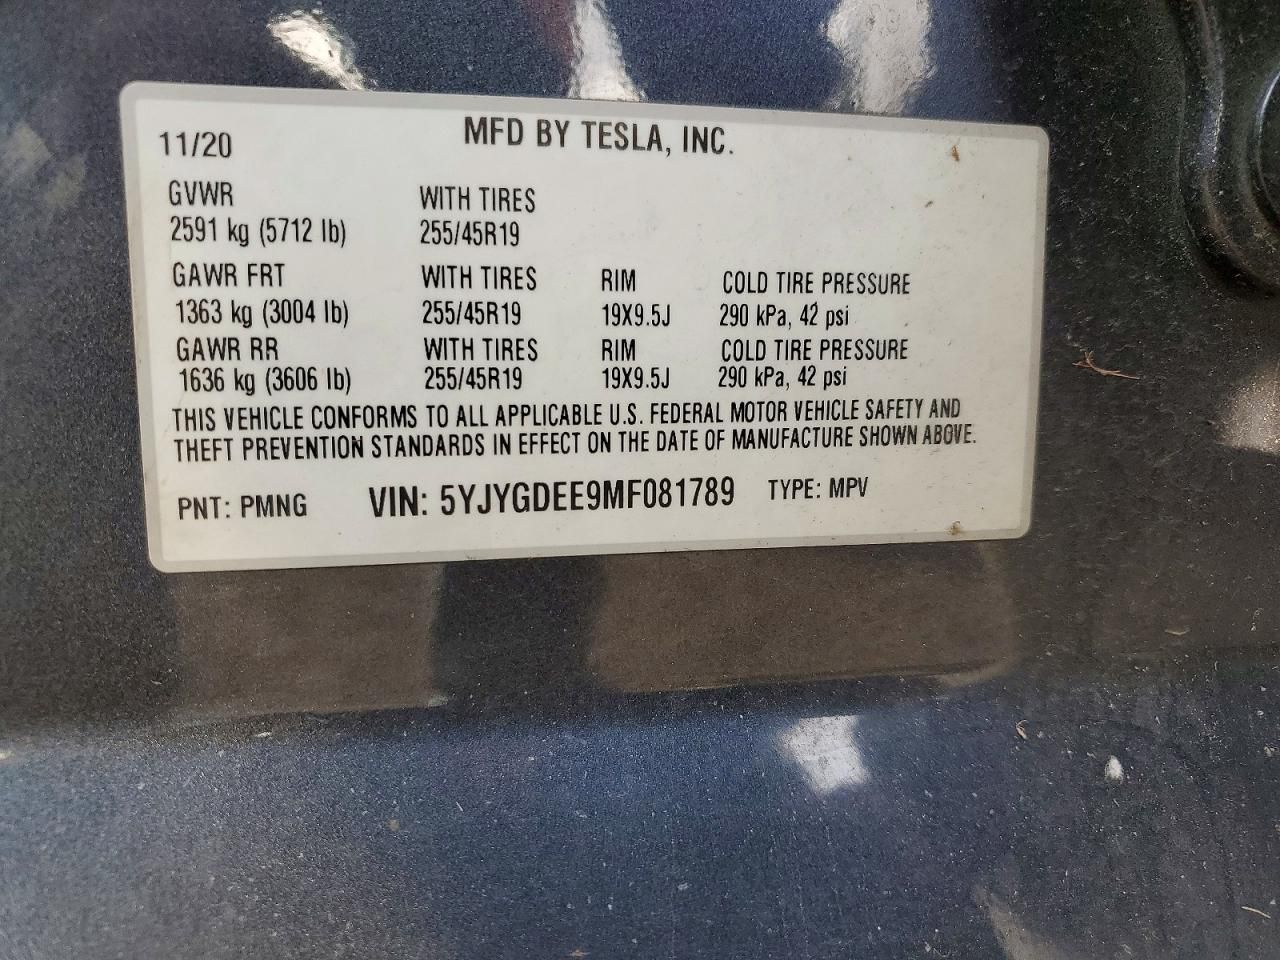 11/20 MFD BY TESLA, INC.
GVWR WITH TIRES
2591 kg (5712 lb) 255/45R19
GAWR FRT WITH TIRES RIM COLD TIRE PRESSURE
1363 kg (3004 lb) 255/45R19 19X9.5J 290 kPa, 42 psi
GAWR RR WITH TIRES RIM COLD TIRE PRESSURE
1636 kg (3606 lb) 255/45R19 19X9.5J 290 kPa, 42 psi
THIS VEHICLE CONFORMS TO ALL APPLICABLE U.S. FEDERAL MOTOR VEHICLE SAFETY AND
THEFT PREVENTION STANDARDS IN EFFECT ON THE DATE OF MANUFACTURE SHOWN ABOVE.
PNT: PMNG VIN: 5YJYGDEE9MF081789 TYPE: MPV